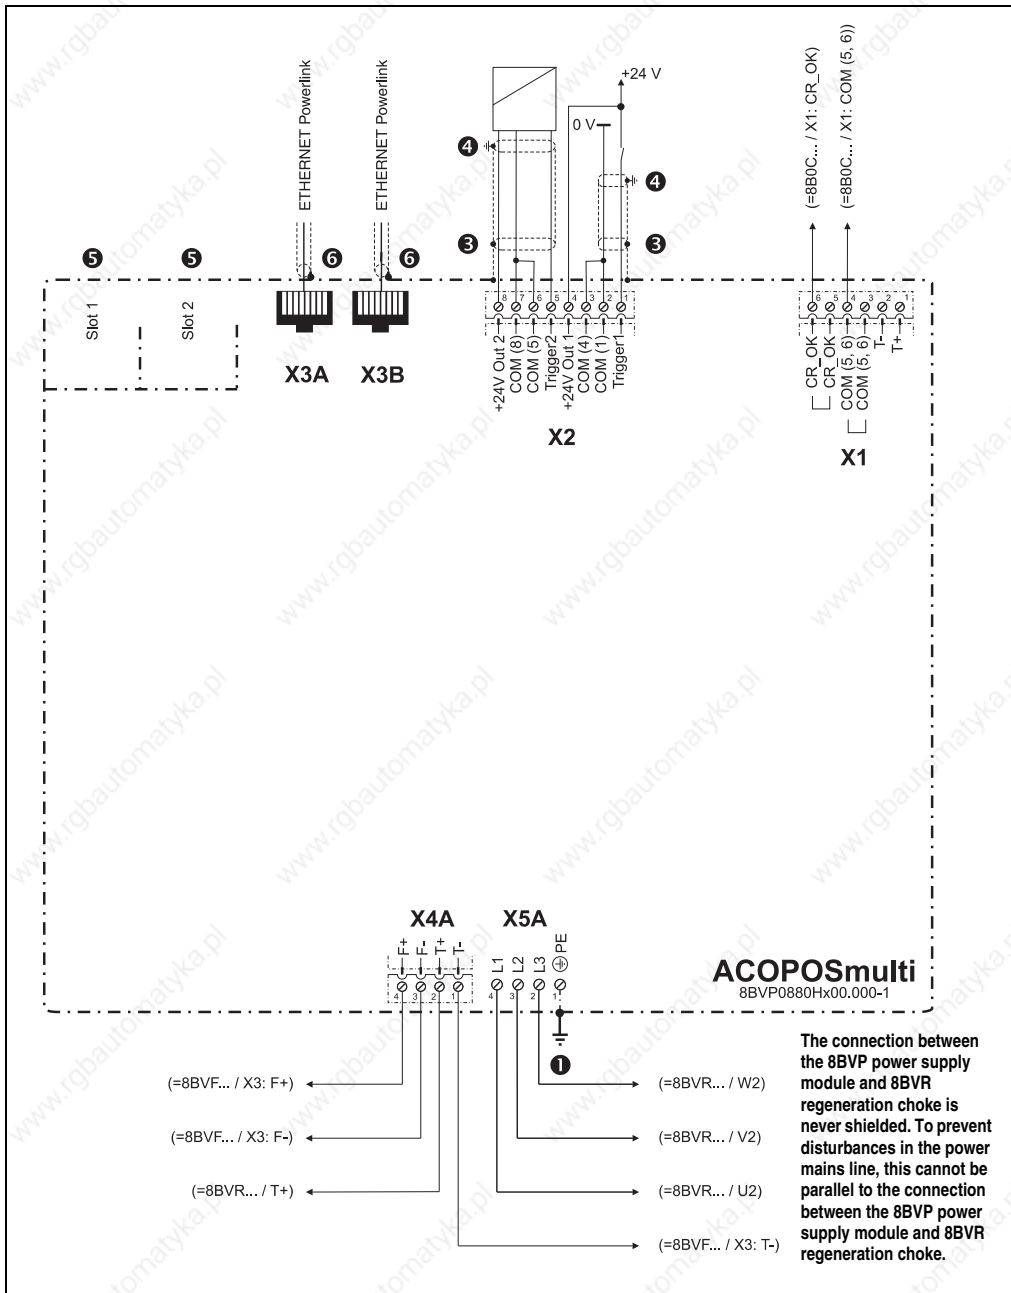 ETHERNET Powerlink
ETHERNET Powerlink
+24 V
0 V
(=8B0C... / X1: CR_OK)
(=8B0C... / X1: COM (5, 6))
4
4
3
3
5
5
6
6
Slot 1
Slot 2
X3A
X3B
8
7
6
5
4
3
2
1
+24V Out 2
COM (8)
COM (5)
Trigger2
+24V Out 1
COM (4)
COM (1)
Trigger1
X2
6
5
4
3
2
1
CR_OK
CR_OK
COM (5, 6)
COM (5, 6)
T-
T+
X1
X4A
F+
F-
T+
T-
4
3
2
1
X5A
L1
L2
L3
PE
4
3
2
1
1
ACOPOSmulti
8BVP0880Hx00.000-1
(=8BVF... / X3: F+)
(=8BVF... / X3: F-)
(=8BVR... / T+)
(=8BVR... / W2)
(=8BVR... / V2)
(=8BVR... / U2)
(=8BVF... / X3: T-)
The connection between
the 8BVP power supply
module and 8BVR
regeneration choke is
never shielded. To prevent
disturbances in the power
mains line, this cannot be
parallel to the connection
between the 8BVP power
supply module and 8BVR
regeneration choke.
www.rgbautomatyka.pl